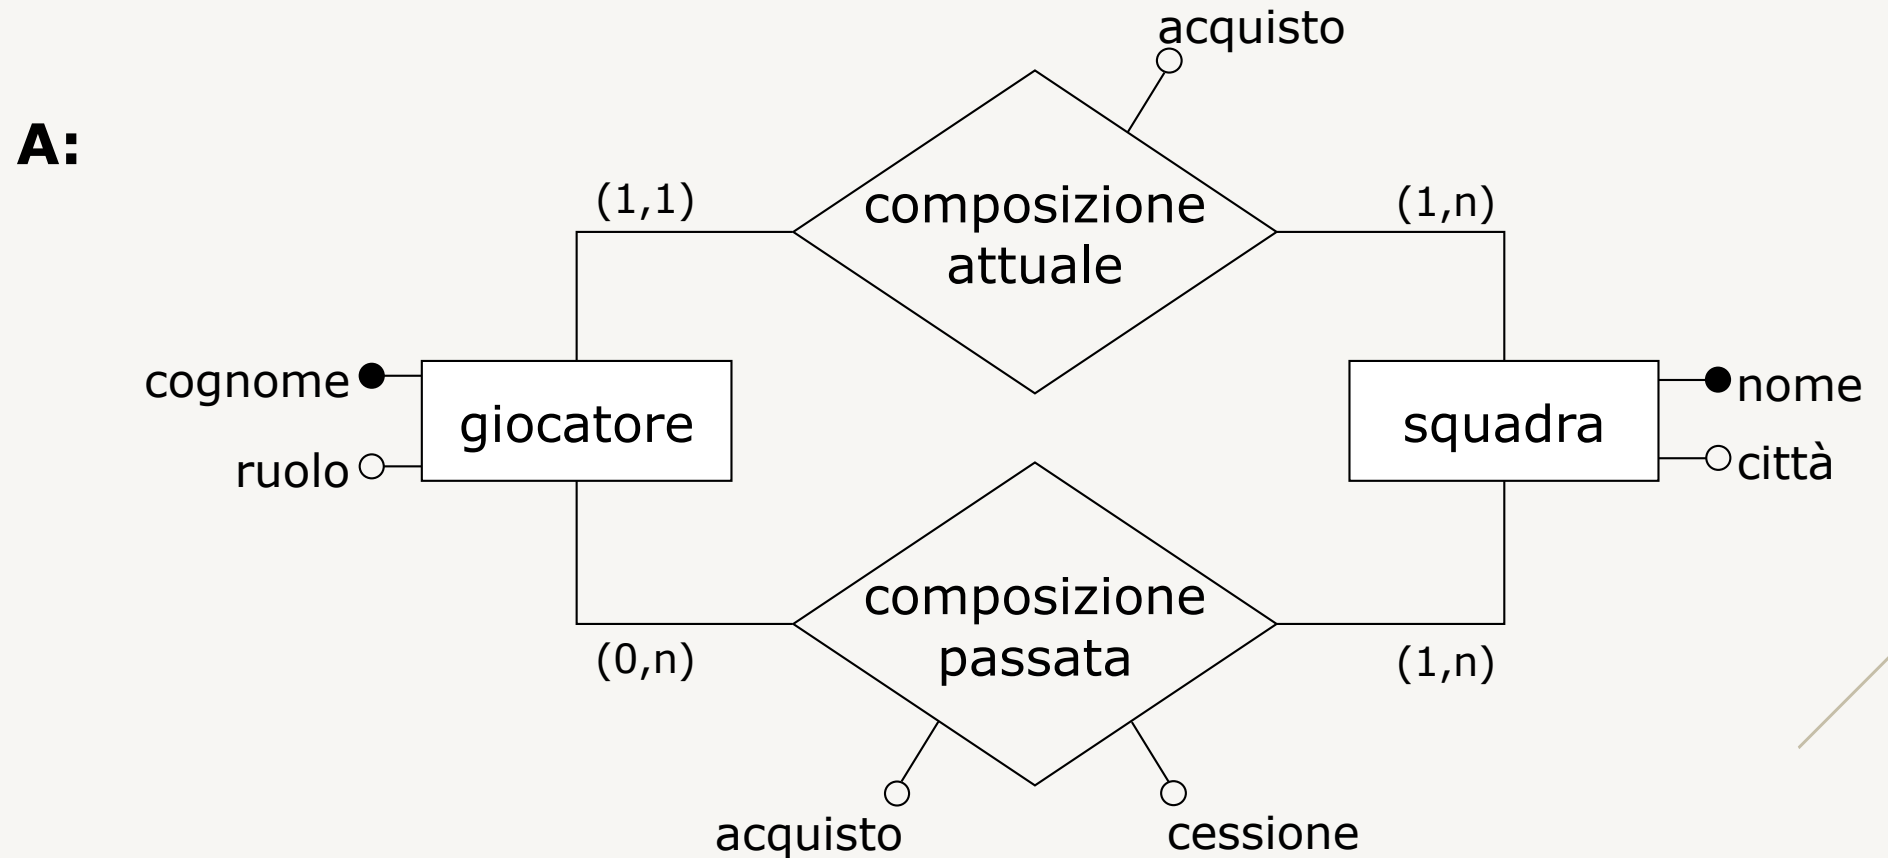 acquisto
A:
(1,1)
(1,n)
composizione
attuale
cognome
ruolo
giocatore
squadra
nome
città
composizione
passata
(0,n)
(1,n)
acquisto
cessione